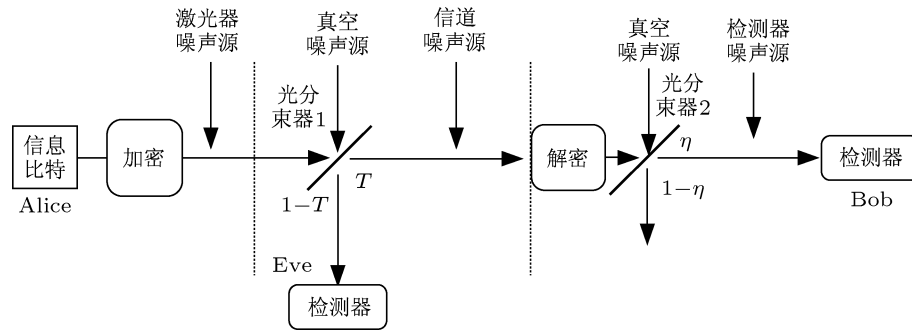 激光器
噪声源
真空
噪声源
信道
噪声源
真空
噪声源
检测器
噪声源
光分
束器1
光分
束器2
信息
比特
加密
解密
η
检测器
T
1−T
1−η
Alice
Bob
Eve
检测器